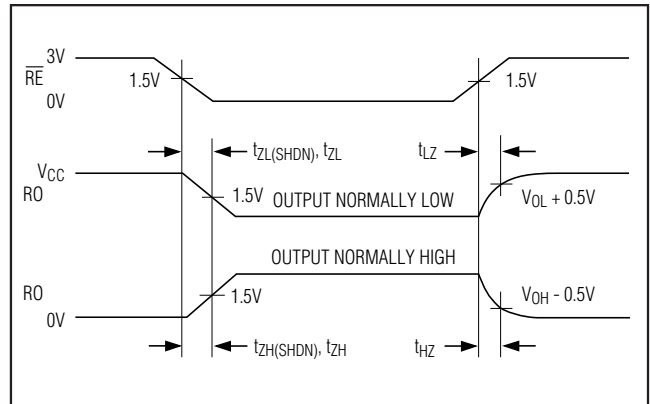 3V
RE
1.5V
1.5V
0V
tZL(SHDN), tZL
tLZ
VCC
RO
1.5V
OUTPUT NORMALLY LOW
VOL + 0.5V
OUTPUT NORMALLY HIGH
RO
1.5V
VOH - 0.5V
0V
tZH(SHDN), tZH
tHZ